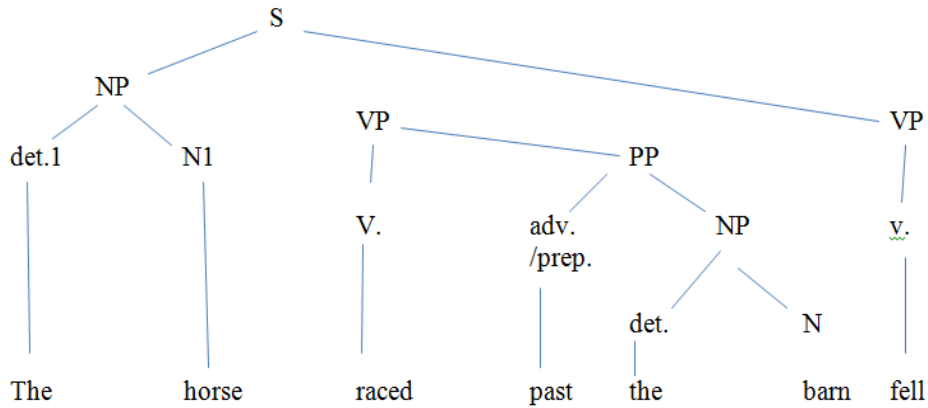 S
NP
VP
VP
det.1 N1
PP
V.
adv.
/prep.
NP
v.
det. N
The horse raced past the barn fell